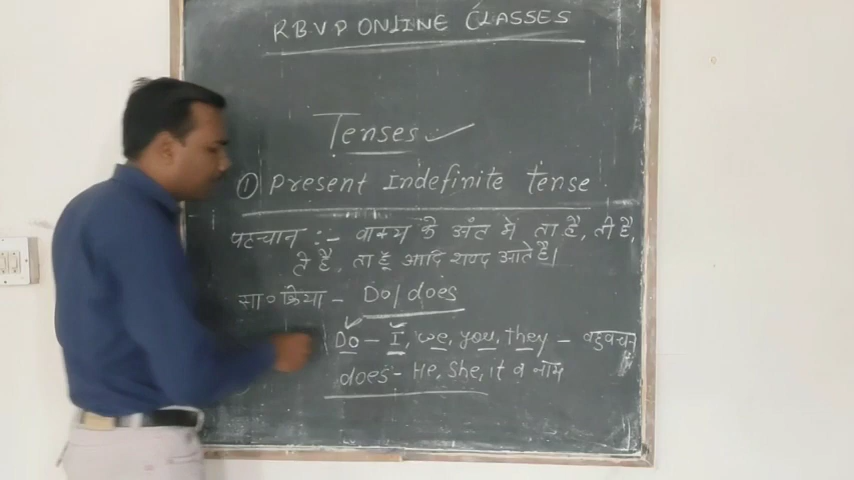 RBVP ONLINE CLASSES
Tenses ✓
① Present Indefinite Tense
पहचान :- वाक्य के अंत में ता है, ती है,
ते हैं, ता हूँ आदि शब्द आते हैं।
सा० क्रिया - Do/does
Do - I, we, you, they - बहुवचन
does - He, She, it व नाम